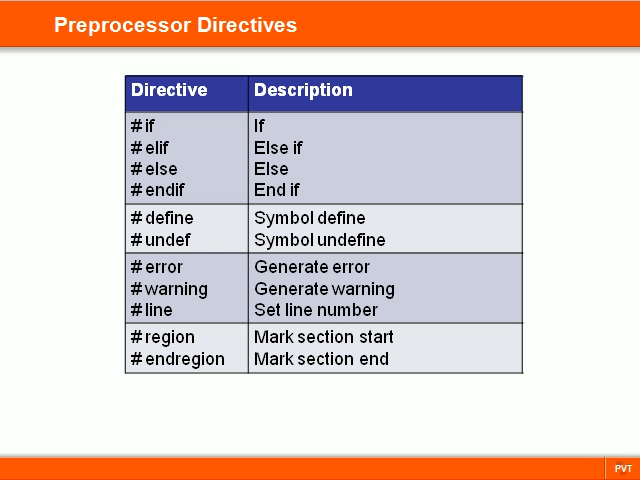 Preprocessor Directives
Directive Description
# if If
# elif Else if
# else Else
# endif End if
# define Symbol define
# undef Symbol undefine
# error Generate error
# warning Generate warning
# line Set line number
# region Mark section start
# endregion Mark section end
PVT